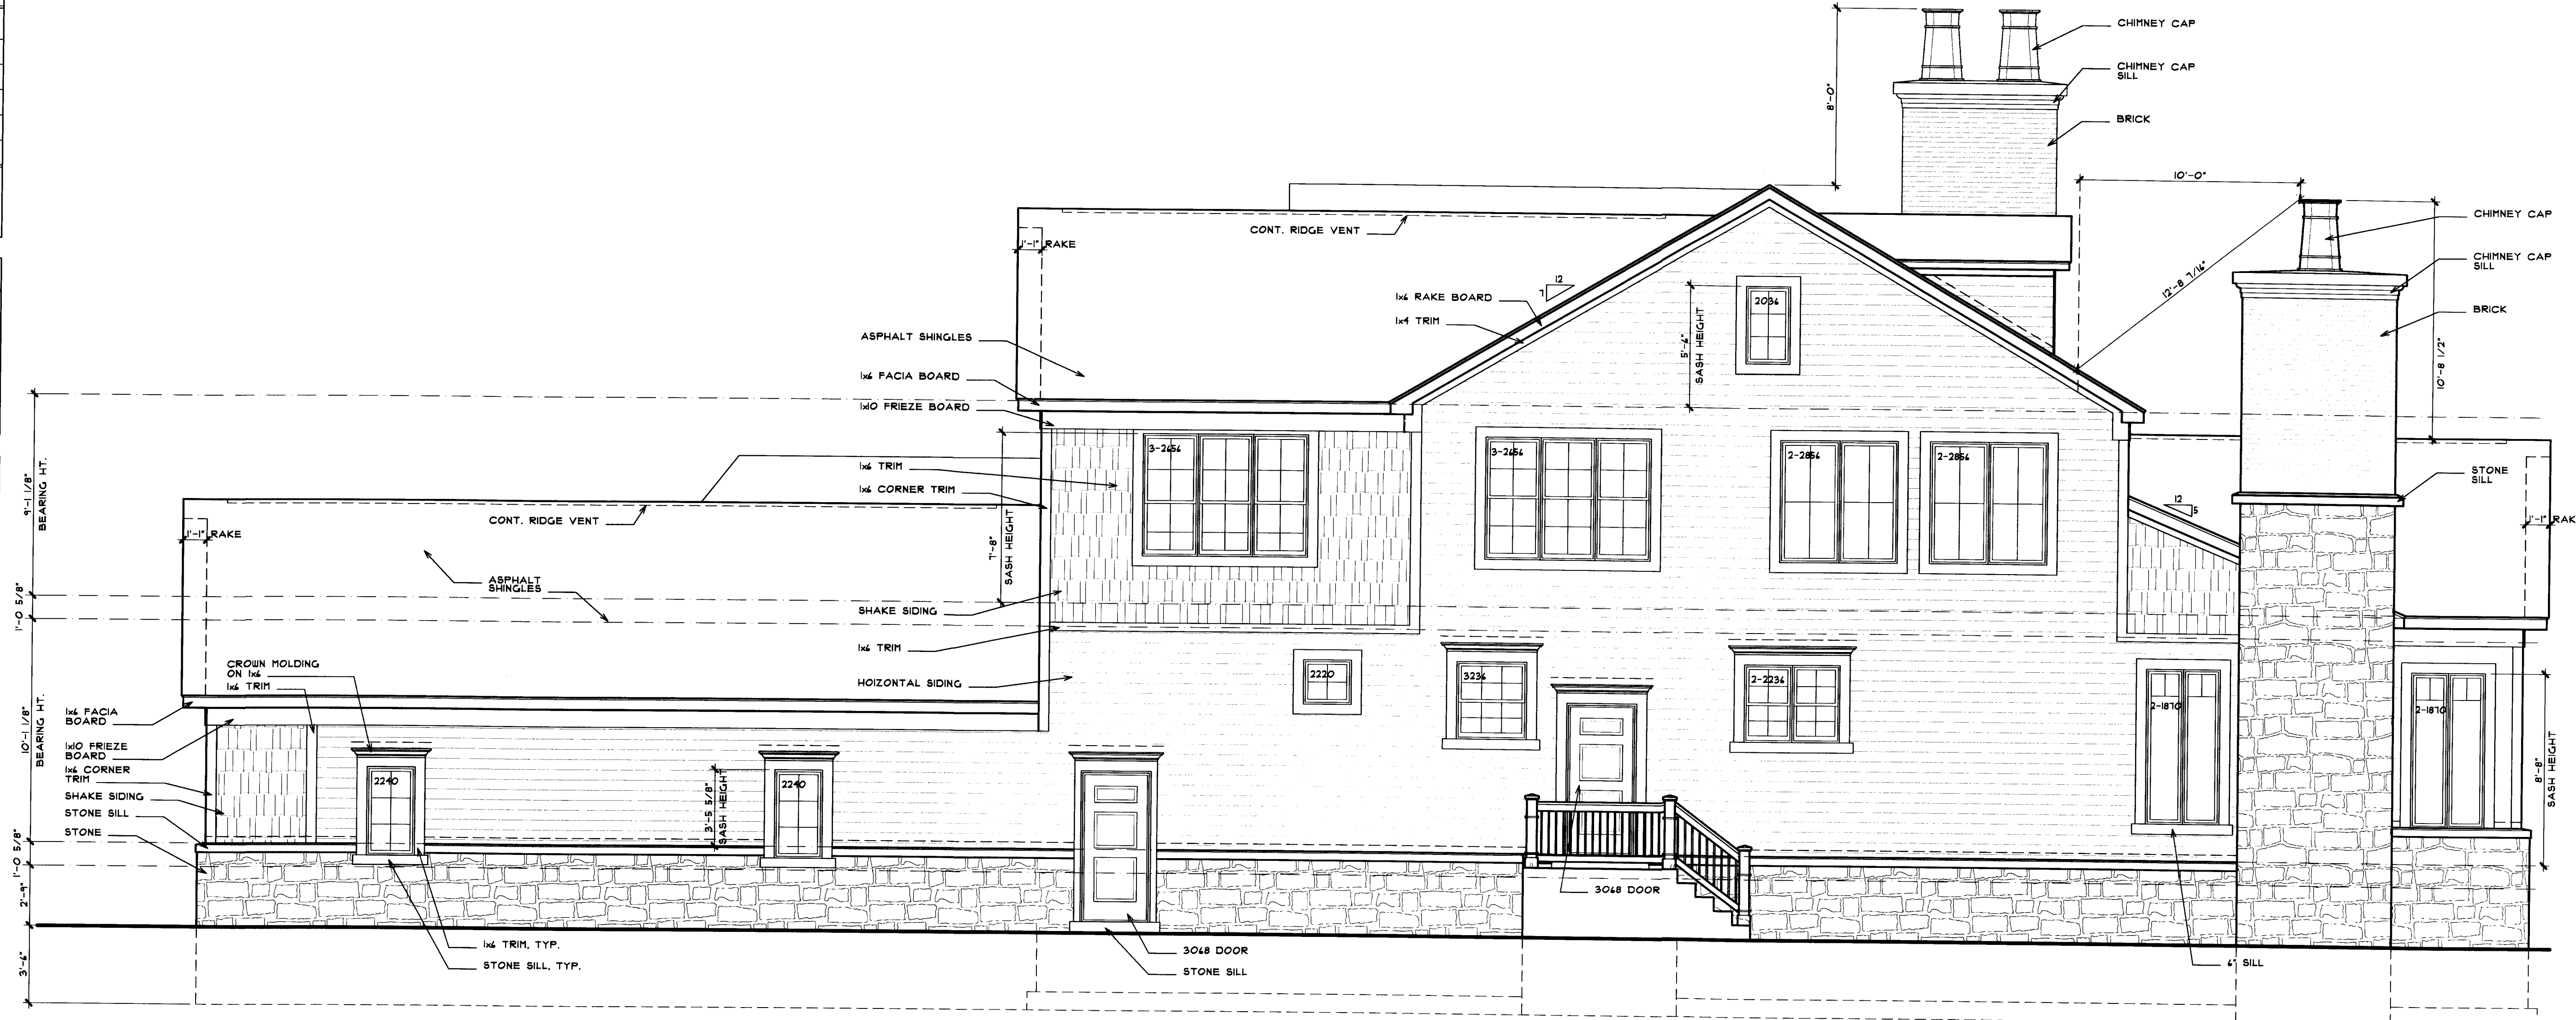 CHIMNEY CAP
CHIMNEY CAP
SILL
BRICK
8'-0"
10'-0"
CHIMNEY CAP
CHIMNEY CAP
SILL
BRICK
12'-8 7/16"
10'-8 1/2"
CONT. RIDGE VENT
1'-1" RAKE
12
7
1x6 RAKE BOARD
1x4 TRIM
2036
5'-6"
SASH HEIGHT
ASPHALT SHINGLES
1x6 FACIA BOARD
1x10 FRIEZE BOARD
3-2656
3-2656
2-2856
2-2856
1x6 TRIM
1x6 CORNER TRIM
STONE
SILL
12
5
1'-1" RAK
9'-1 1/8"
BEARING HT.
CONT. RIDGE VENT
1'-1" RAKE
7'-8"
SASH HEIGHT
ASPHALT
SHINGLES
SHAKE SIDING
1'-0 5/8"
1x6 TRIM
HOIZONTAL SIDING
CROWN MOLDING
ON 1x6
1x6 TRIM
2220
3236
2-2236
2-1870
2-1870
8'-8"
SASH HEIGHT
10'-1 1/8"
BEARING HT.
1x6 FACIA
BOARD
1x10 FRIEZE
BOARD
1x6 CORNER
TRIM
SHAKE SIDING
STONE SILL
STONE
2240
2240
3'-5 5/8"
SASH HEIGHT
1'-0 5/8"
2'-9"
3068 DOOR
3'-6"
1x6 TRIM, TYP.
STONE SILL, TYP.
3068 DOOR
STONE SILL
6" SILL